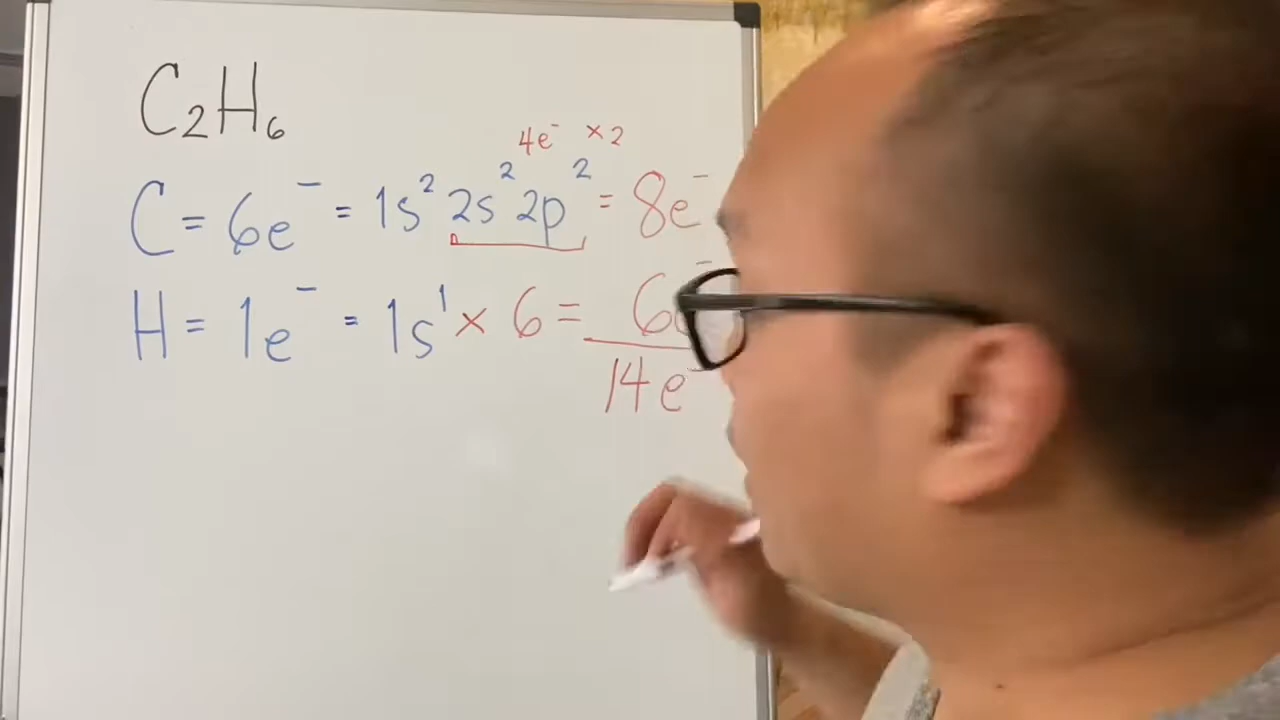 C₂H₆
4e⁻ ×2
C = 6e⁻ = 1s² 2s² 2p² = 8e⁻
H = 1e⁻ = 1s¹ × 6 = 6e⁻
14e⁻